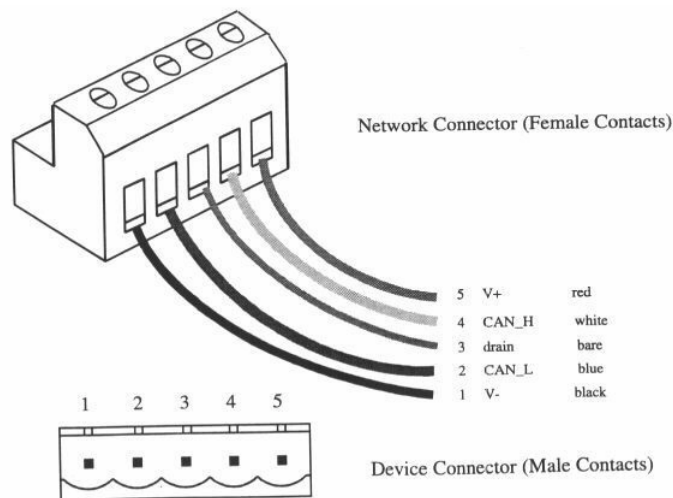 Network Connector (Female Contacts)
5 V+ red
4 CAN_H white
3 drain bare
2 CAN_L blue
1 V- black
1 2 3 4 5
Device Connector (Male Contacts)